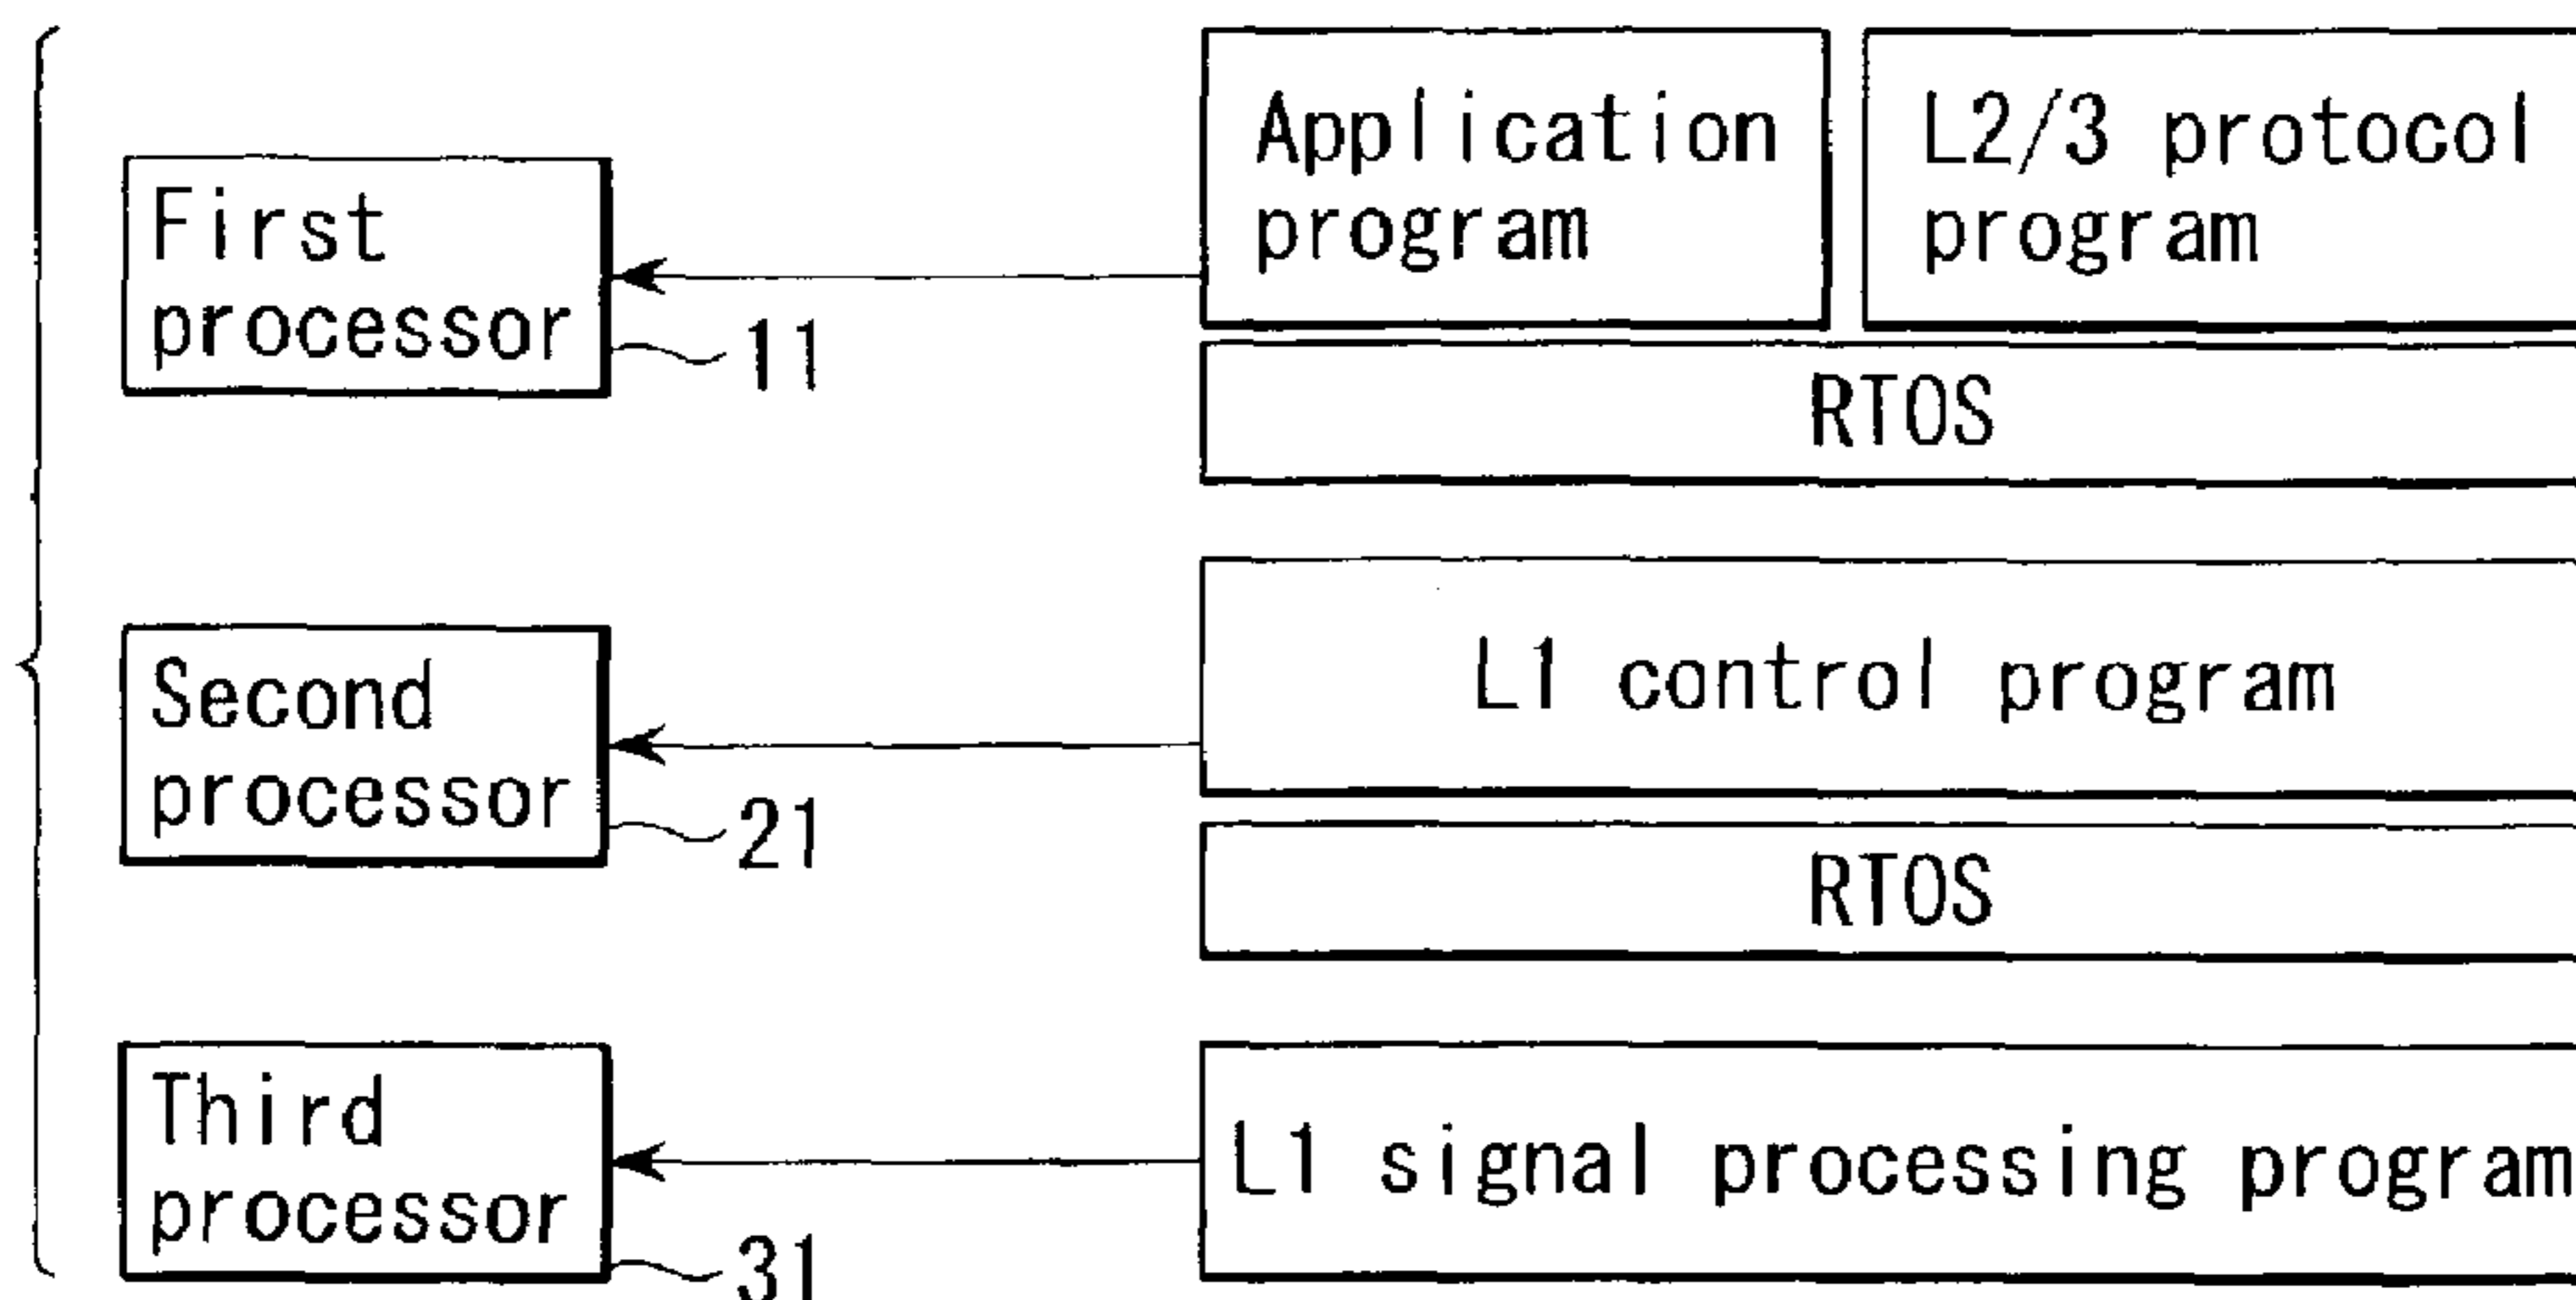 First
processor
11
Application
program
L2/3 protocol
program
RTOS
Second
processor
21
L1 control program
RTOS
Third
processor
31
L1 signal processing program